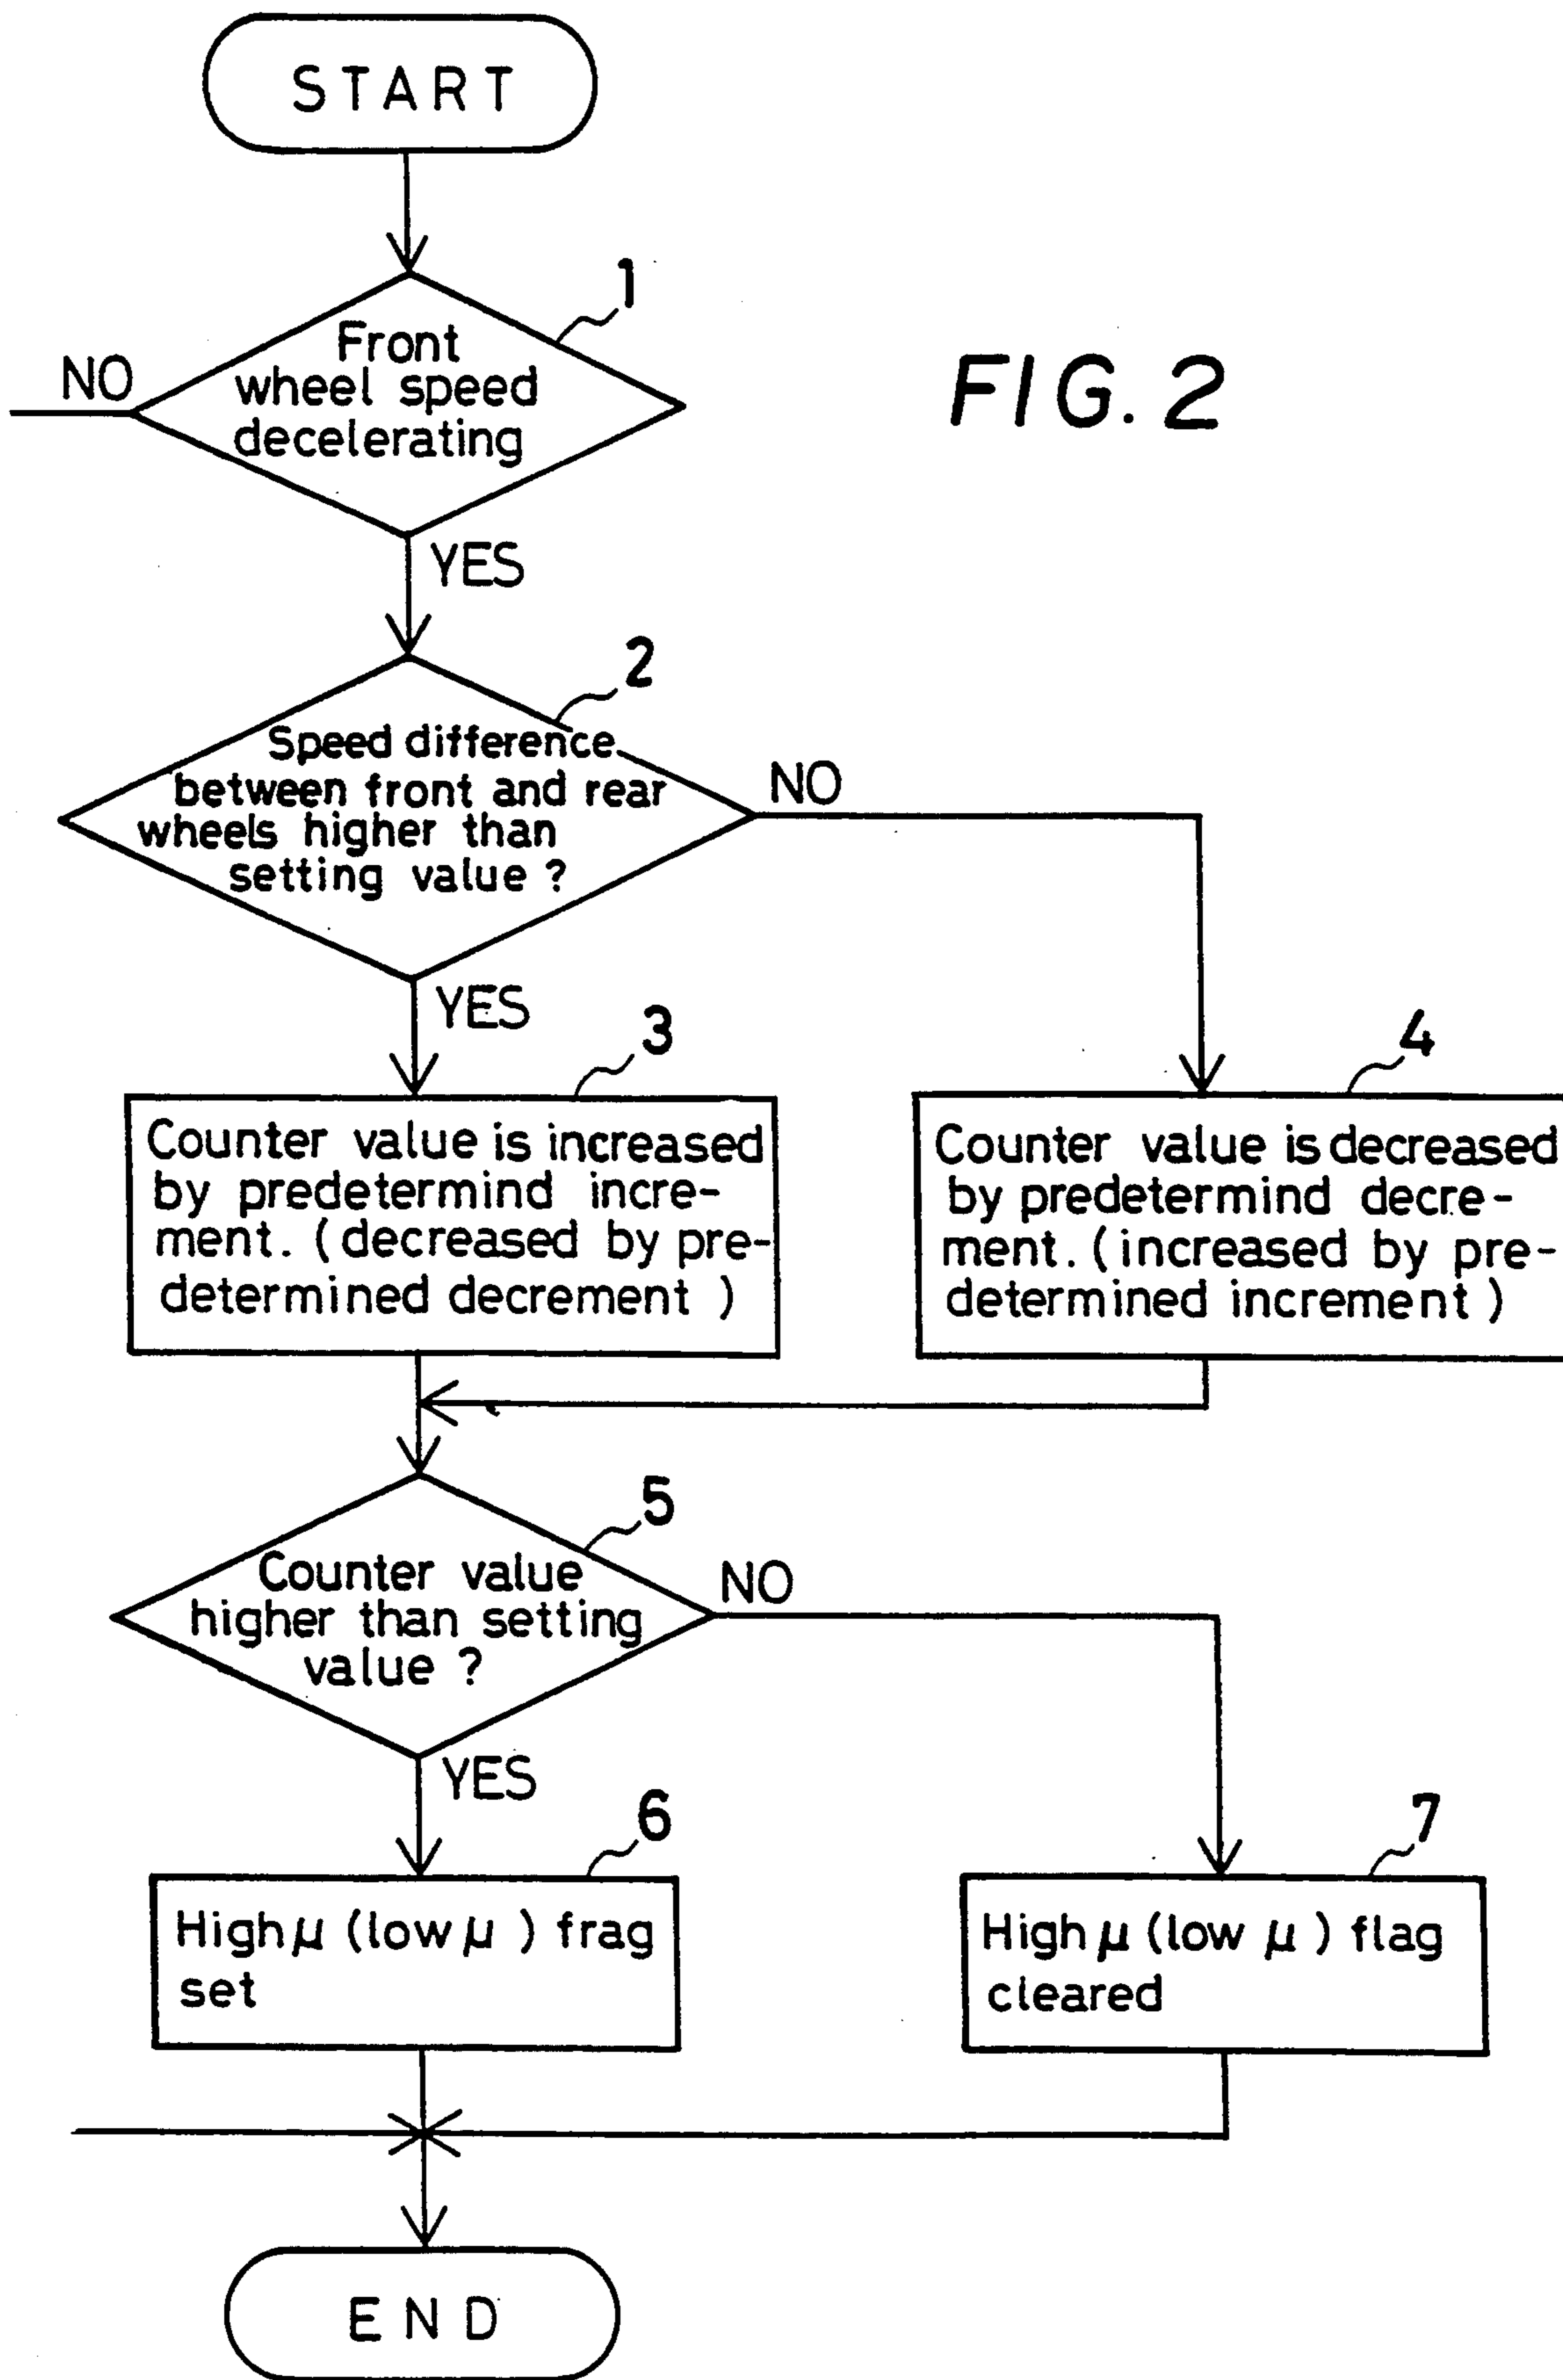 START
1
Front
wheel speed
decelerating
NO
FIG. 2
YES
2
Speed difference
between front and rear
wheels higher than
setting value ?
NO
YES
3
Counter value is increased
by predetermind incre-
ment. (decreased by pre-
determined decrement )
4
Counter value is decreased
by predetermind decre-
ment. (increased by pre-
determined increment )
5
Counter value
higher than setting
value ?
NO
YES
6
High μ (low μ ) frag
set
7
High μ (low μ ) flag
cleared
END